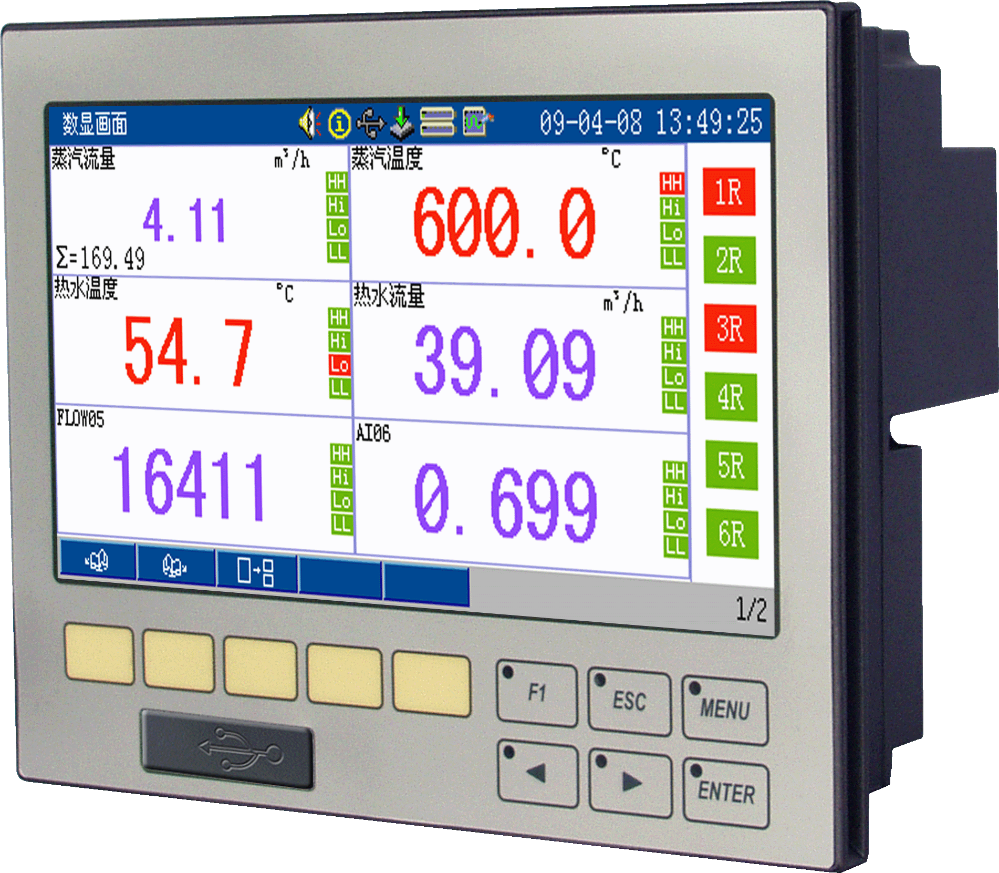 数显画面 09-04-08 13:49:25
蒸汽流量 m³/h
HH
Hi
4.11
Lo
LL
Σ=169.49
蒸汽温度 °C
HH
Hi
600.0
Lo
LL
热水温度 °C
HH
Hi
54.7
Lo
LL
热水流量 m³/h
HH
Hi
39.09
Lo
LL
FLOW05
HH
Hi
16411
Lo
LL
AI06
HH
Hi
0.699
Lo
LL
1R
2R
3R
4R
5R
6R
1/2
F1 ESC MENU
ENTER